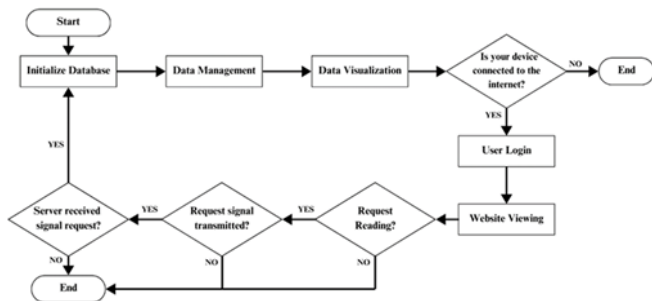 Start
Initialize Database
Data Management
Data Visualization
Is your device
connected to the
internet?
NO
End
YES
User Login
Website Viewing
Request
Reading?
YES
NO
Request signal
transmitted?
YES
NO
Server received
signal request?
YES
NO
End